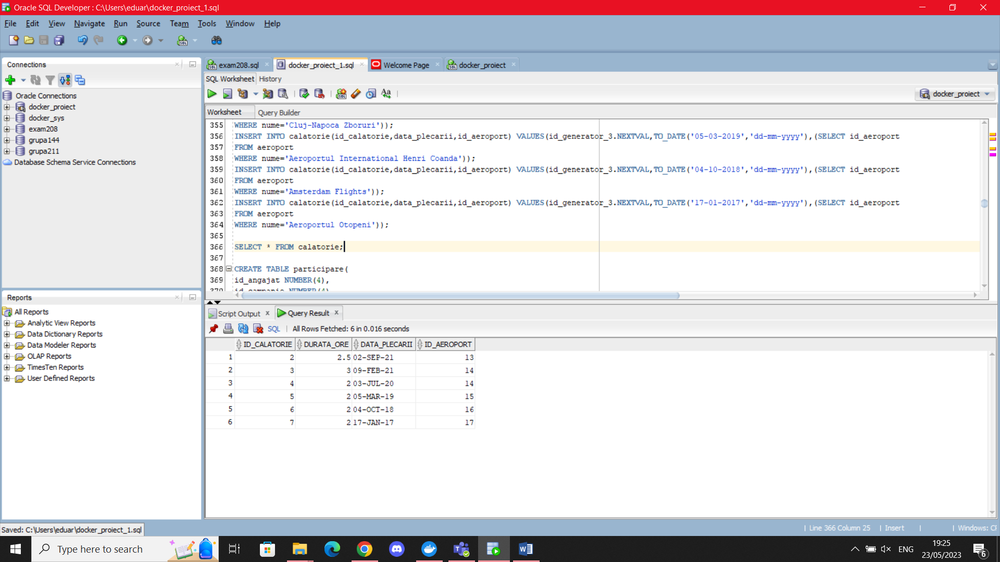 Oracle SQL Developer : C:\Users\eduar\docker_proiect_1.sql
File Edit View Navigate Run Source Team Tools Window Help
Connections
Oracle Connections
docker_proiect
docker_sys
exam208
grupa144
grupa211
Database Schema Service Connections
Reports
All Reports
Analytic View Reports
Data Dictionary Reports
Data Modeler Reports
OLAP Reports
TimesTen Reports
User Defined Reports
exam208.sql docker_proiect_1.sql Welcome Page docker_proiect
SQL Worksheet History
docker_proiect
Worksheet Query Builder
355 WHERE nume='Cluj-Napoca Zboruri'));
356 INSERT INTO calatorie(id_calatorie,data_plecarii,id_aeroport) VALUES(id_generator_3.NEXTVAL,TO_DATE('05-03-2019','dd-mm-yyyy'),(SELECT id_aeroport
357 FROM aeroport
358 WHERE nume='Aeroportul International Henri Coanda'));
359 INSERT INTO calatorie(id_calatorie,data_plecarii,id_aeroport) VALUES(id_generator_3.NEXTVAL,TO_DATE('04-10-2018','dd-mm-yyyy'),(SELECT id_aeroport
360 FROM aeroport
361 WHERE nume='Amsterdam Flights'));
362 INSERT INTO calatorie(id_calatorie,data_plecarii,id_aeroport) VALUES(id_generator_3.NEXTVAL,TO_DATE('17-01-2017','dd-mm-yyyy'),(SELECT id_aeroport
363 FROM aeroport
364 WHERE nume='Aeroportul Otopeni'));
365
366 SELECT * FROM calatorie;
367
368 CREATE TABLE participare(
369 id_angajat NUMBER(4),
370 id_campanie NUMBER(4)
Script Output Query Result
SQL | All Rows Fetched: 6 in 0.016 seconds
ID_CALATORIE DURATA_ORE DATA_PLECARII ID_AEROPORT
1 2 2.5 02-SEP-21 13
2 3 3 09-FEB-21 14
3 4 2 03-JUL-20 14
4 5 2 05-MAR-19 15
5 6 2 04-OCT-18 16
6 7 2 17-JAN-17 17
Saved: C:\Users\eduar\docker_proiect_1.sql
| Line 366 Column 25 | Insert | | Windows:
Type here to search
ENG
19:25
23/05/2023
6